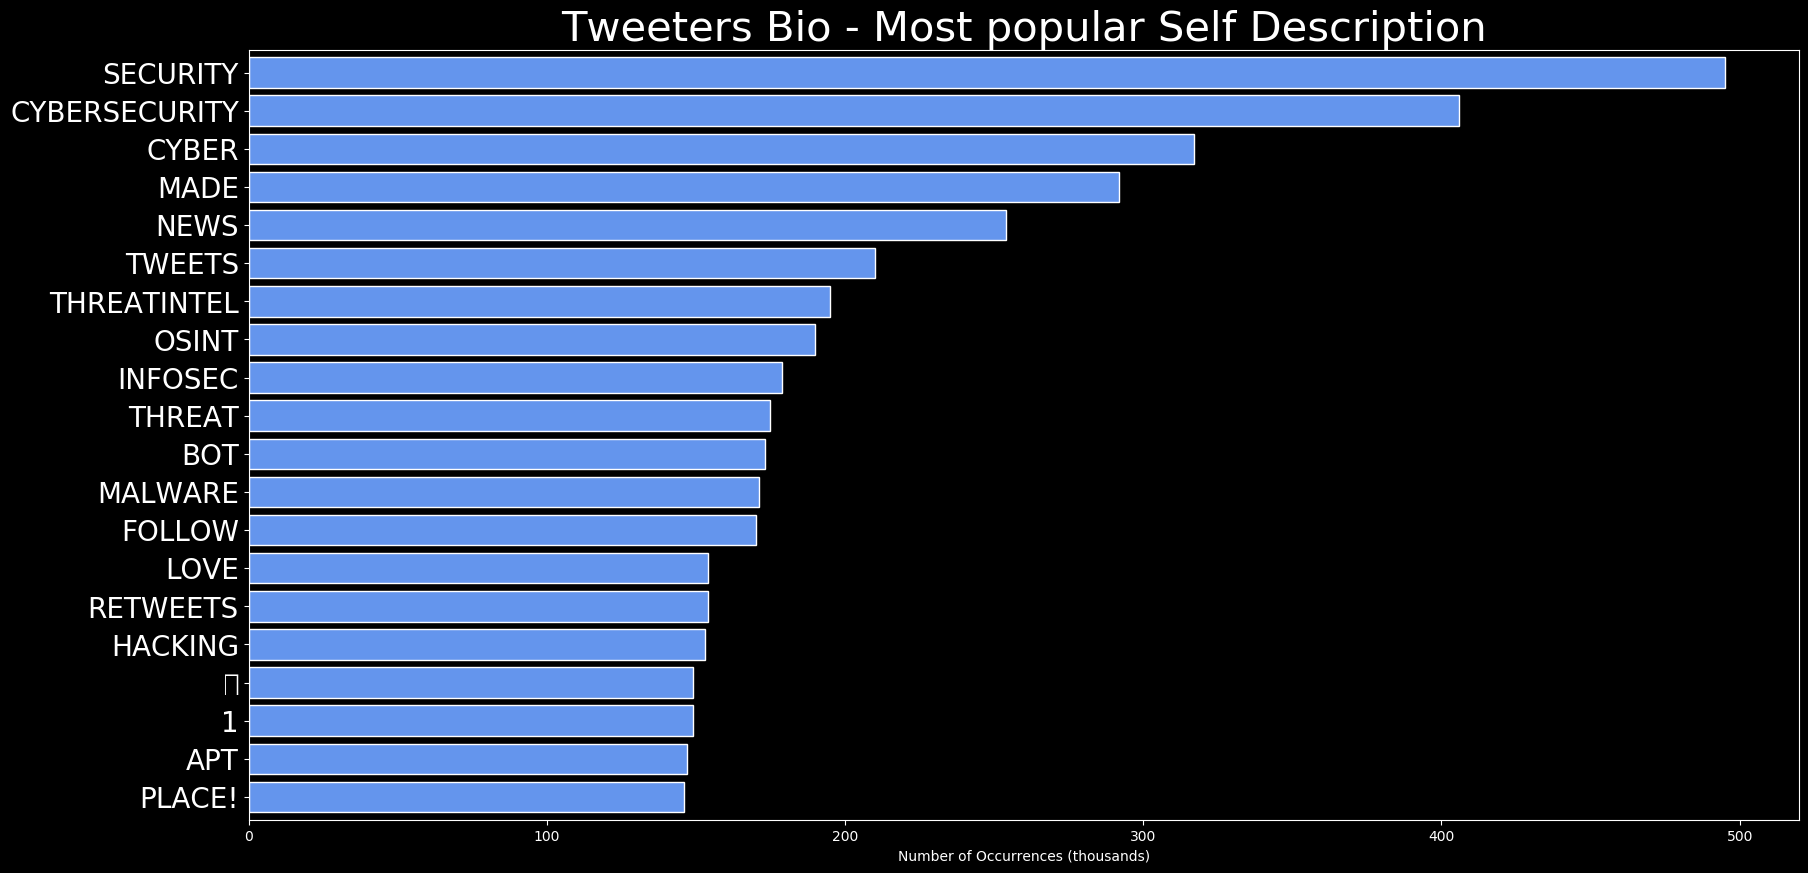 Tweeters Bio - Most popular Self Description
SECURITY
CYBERSECURITY
CYBER
MADE
NEWS
TWEETS
THREATINTEL
OSINT
INFOSEC
THREAT
BOT
MALWARE
FOLLOW
LOVE
RETWEETS
HACKING
1
APT
PLACE!
0 100 200 300 400 500
Number of Occurrences (thousands)